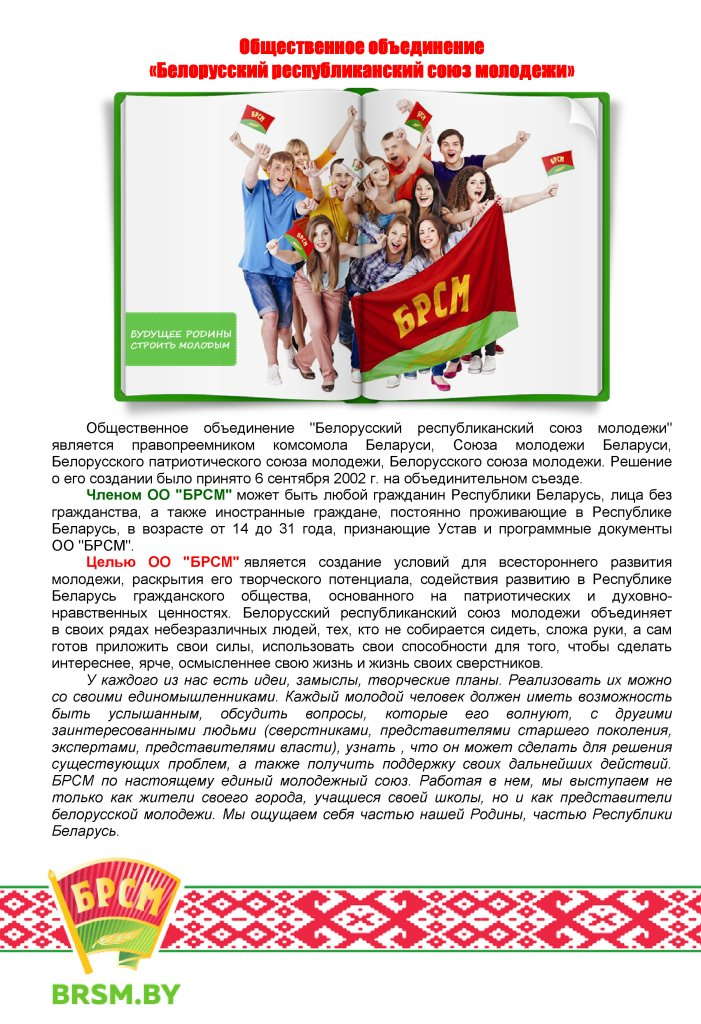 Общественное объединение
«Белорусский республиканский союз молодежи»
БРСМ
БРСМ
БРСМ
БРСМ
БРСМ
БУДУЩЕЕ РОДИНЫ
СТРОИТЬ МОЛОДЫМ
Общественное объединение "Белорусский республиканский союз молодежи"
является правопреемником комсомола Беларуси, Союза молодежи Беларуси,
Белорусского патриотического союза молодежи, Белорусского союза молодежи. Решение
о его создании было принято 6 сентября 2002 г. на объединительном съезде.
Членом ОО "БРСМ" может быть любой гражданин Республики Беларусь, лица без
гражданства, а также иностранные граждане, постоянно проживающие в Республике
Беларусь, в возрасте от 14 до 31 года, признающие Устав и программные документы
ОО "БРСМ".
Целью ОО "БРСМ" является создание условий для всестороннего развития
молодежи, раскрытия его творческого потенциала, содействия развитию в Республике
Беларусь гражданского общества, основанного на патриотических и духовно-
нравственных ценностях. Белорусский республиканский союз молодежи объединяет
в своих рядах небезразличных людей, тех, кто не собирается сидеть, сложа руки, а сам
готов приложить свои силы, использовать свои способности для того, чтобы сделать
интереснее, ярче, осмысленнее свою жизнь и жизнь своих сверстников.
У каждого из нас есть идеи, замыслы, творческие планы. Реализовать их можно
со своими единомышленниками. Каждый молодой человек должен иметь возможность
быть услышанным, обсудить вопросы, которые его волнуют, с другими
заинтересованными людьми (сверстниками, представителями старшего поколения,
экспертами, представителями власти), узнать , что он может сделать для решения
существующих проблем, а также получить поддержку своих дальнейших действий.
БРСМ по настоящему единый молодежный союз. Работая в нем, мы выступаем не
только как жители своего города, учащиеся своей школы, но и как представители
белорусской молодежи. Мы ощущаем себя частью нашей Родины, частью Республики
Беларусь.
БРСМ
BRSM.BY